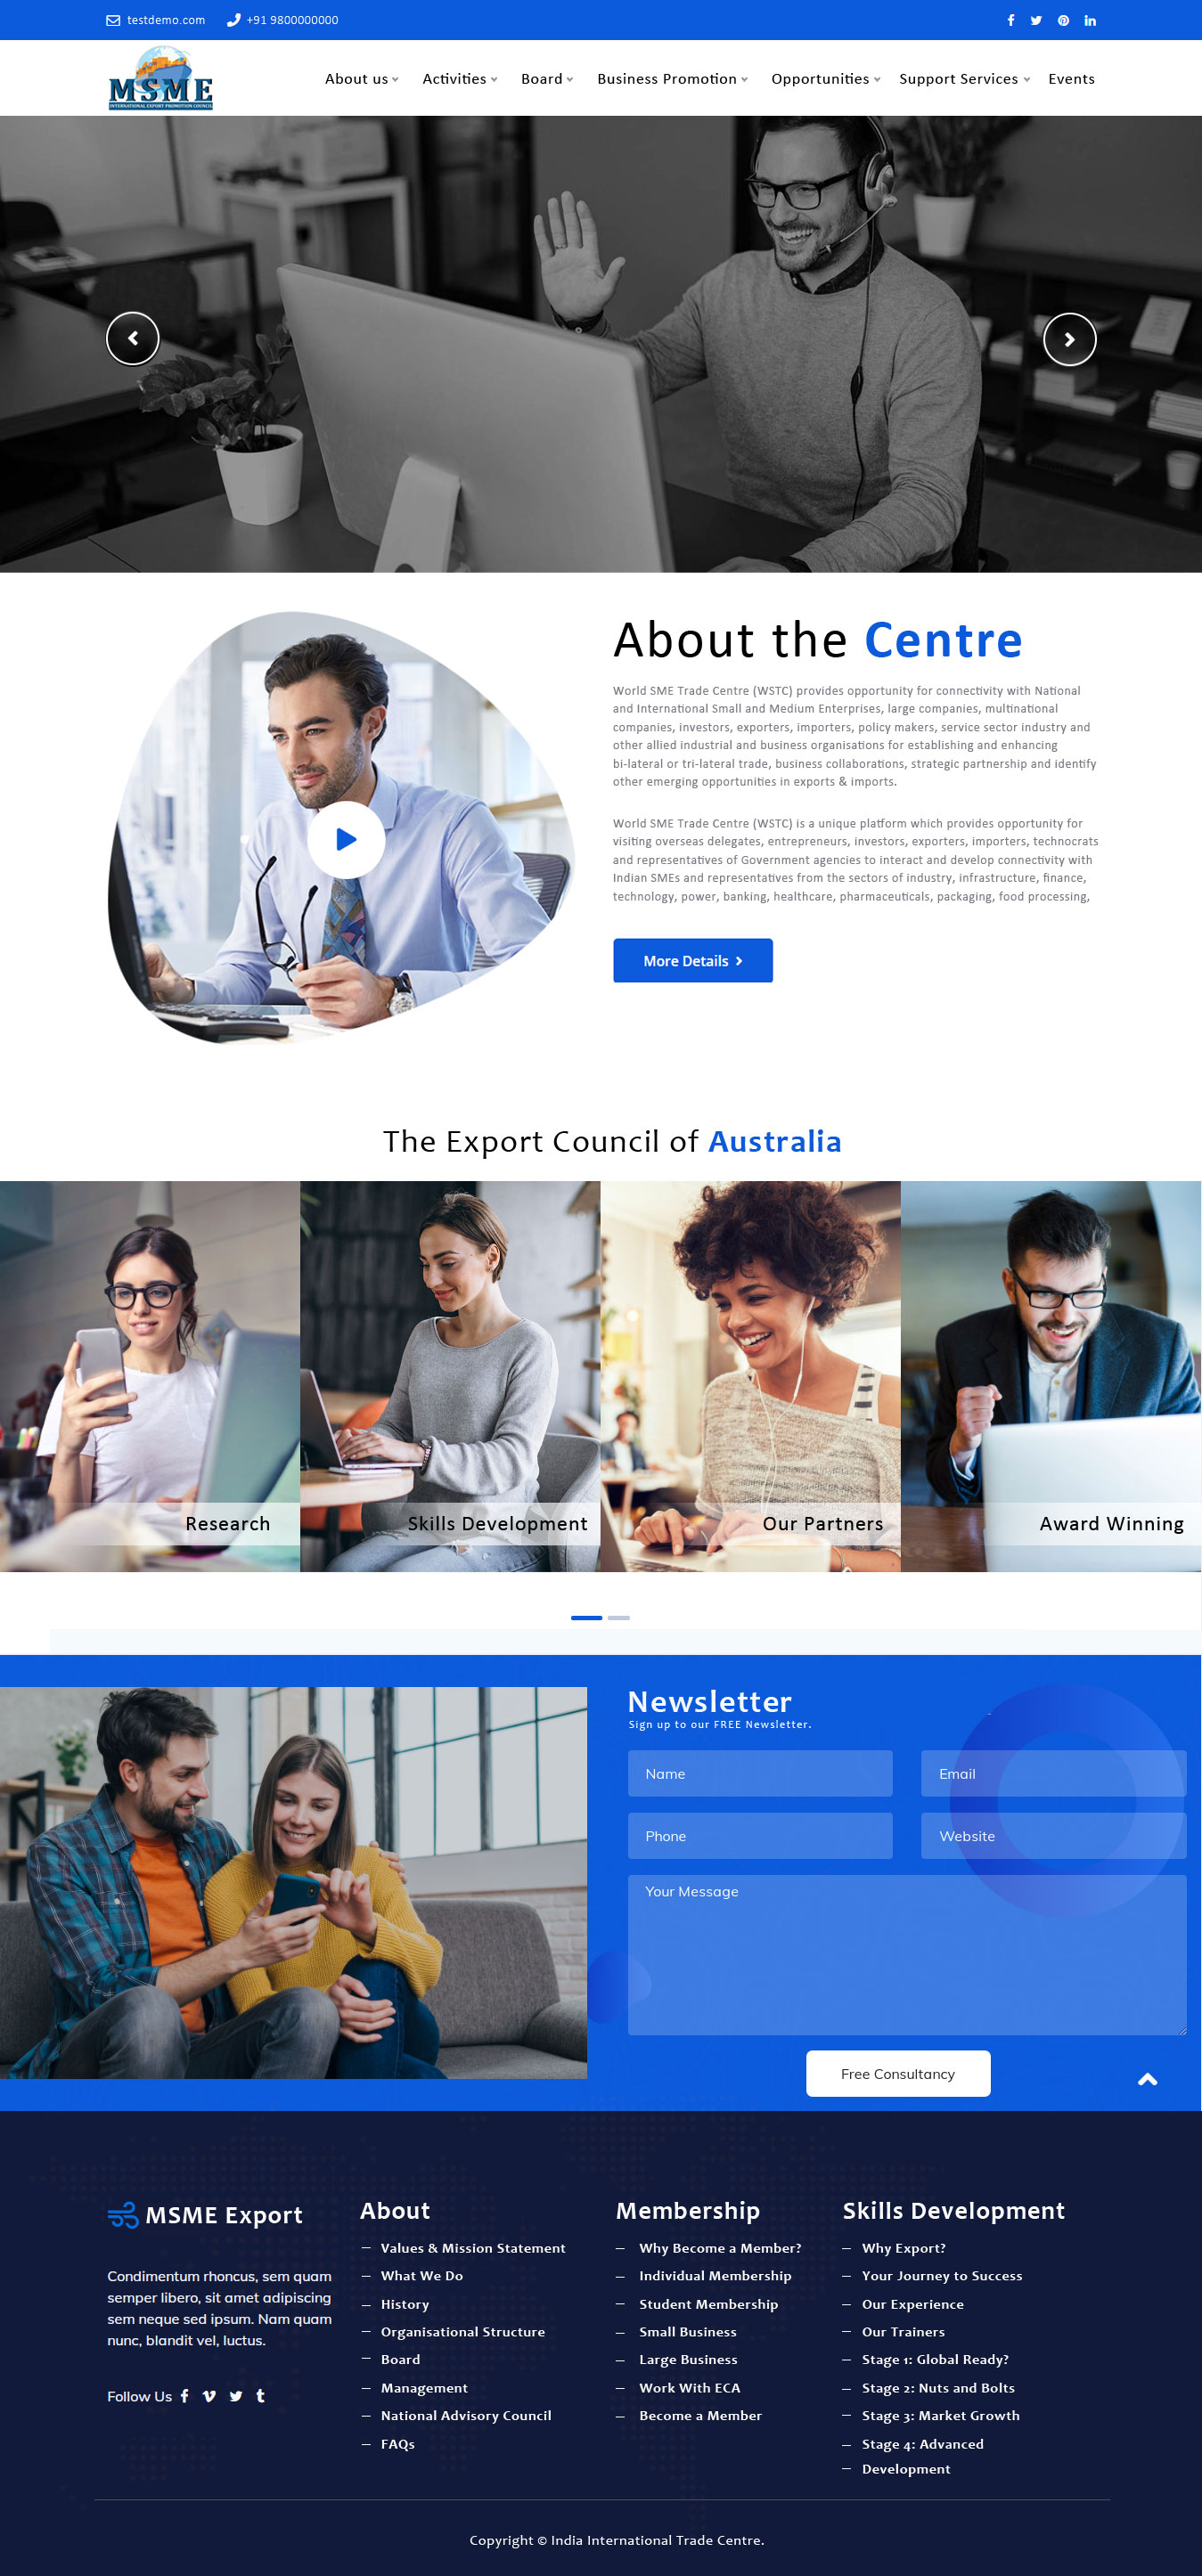 testdemo.com
+91 9800000000
MSME
INTERNATIONAL EXPORT PROMOTION COUNCIL
About us
Activities
Board
Business Promotion
Opportunities
Support Services
Events
About the Centre
World SME Trade Centre (WSTC) provides opportunity for connectivity with National
and International Small and Medium Enterprises, large companies, multinational
companies, investors, exporters, importers, policy makers, service sector industry and
other allied industrial and business organisations for establishing and enhancing
bi-lateral or tri-lateral trade, business collaborations, strategic partnership and identify
other emerging opportunities in exports & imports.
World SME Trade Centre (WSTC) is a unique platform which provides opportunity for
visiting overseas delegates, entrepreneurs, investors, exporters, importers, technocrats
and representatives of Government agencies to interact and develop connectivity with
Indian SMEs and representatives from the sectors of industry, infrastructure, finance,
technology, power, banking, healthcare, pharmaceuticals, packaging, food processing,
More Details
The Export Council of Australia
Research
Skills Development
Our Partners
Award Winning
Newsletter
Sign up to our FREE Newsletter.
Name
Email
Phone
Website
Your Message
Free Consultancy
MSME Export
Condimentum rhoncus, sem quam
semper libero, sit amet adipiscing
sem neque sed ipsum. Nam quam
nunc, blandit vel, luctus.
Follow Us
About
Values & Mission Statement
What We Do
History
Organisational Structure
Board
Management
National Advisory Council
FAQs
Membership
Why Become a Member?
Individual Membership
Student Membership
Small Business
Large Business
Work With ECA
Become a Member
Skills Development
Why Export?
Your Journey to Success
Our Experience
Our Trainers
Stage 1: Global Ready?
Stage 2: Nuts and Bolts
Stage 3: Market Growth
Stage 4: Advanced
Development
Copyright © India International Trade Centre.